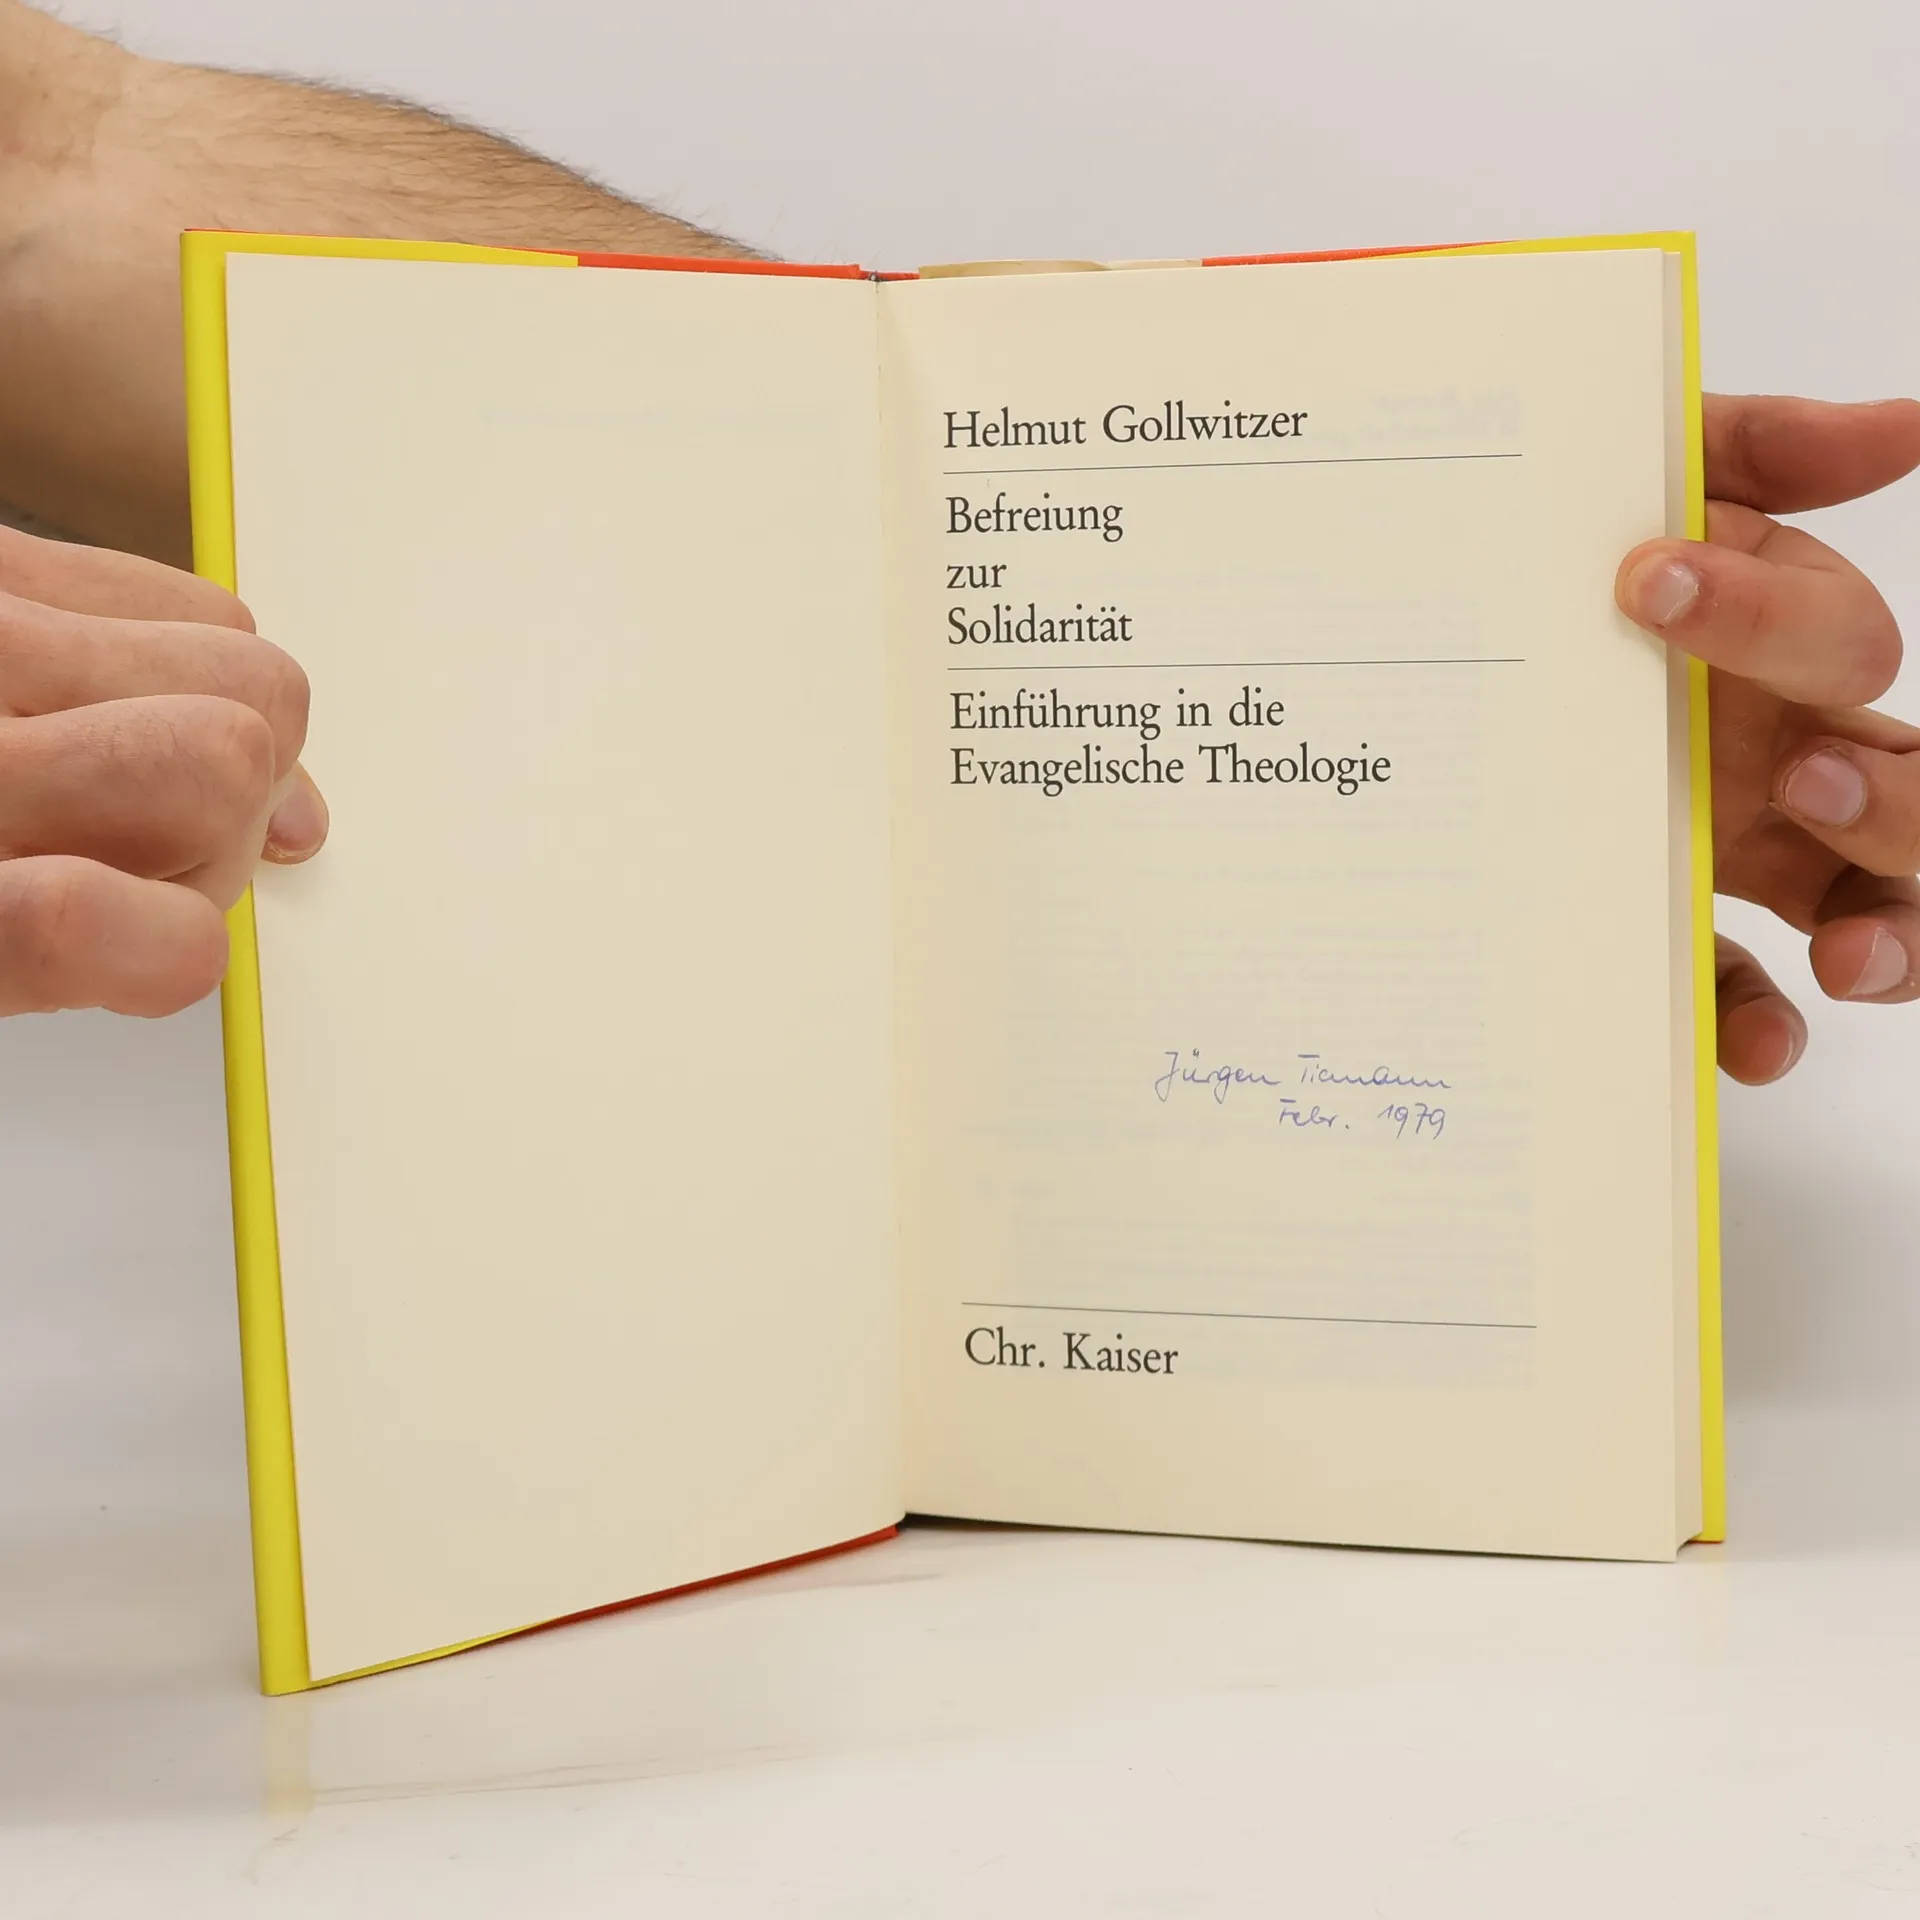 Helmut Gollwitzer
Befreiung
zur
Solidarität
Einführung in die
Evangelische Theologie
Jürgen
Febr. 1979
Chr. Kaiser